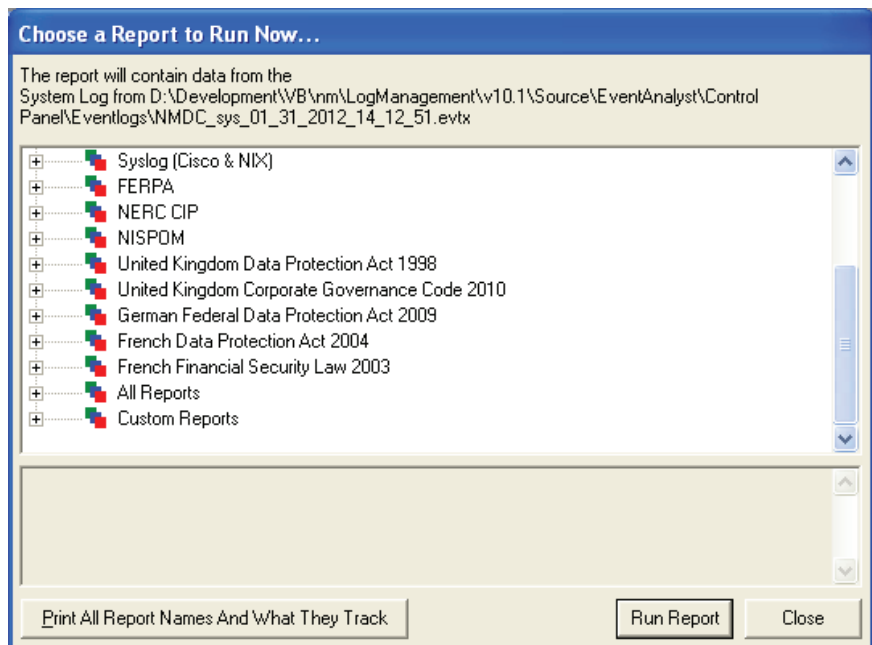 Choose a Report to Run Now...
The report will contain data from the
System Log from D:\Development\VB\nm\LogManagement\v10.1\Source\EventAnalyst\Control
Panel\Eventlogs\NMDC_sys_01_31_2012_14_12_51.evtx
Syslog (Cisco & NIX)
FERPA
NERC CIP
NISPOM
United Kingdom Data Protection Act 1998
United Kingdom Corporate Governance Code 2010
German Federal Data Protection Act 2009
French Data Protection Act 2004
French Financial Security Law 2003
All Reports
Custom Reports
Print All Report Names And What They Track
Run Report
Close